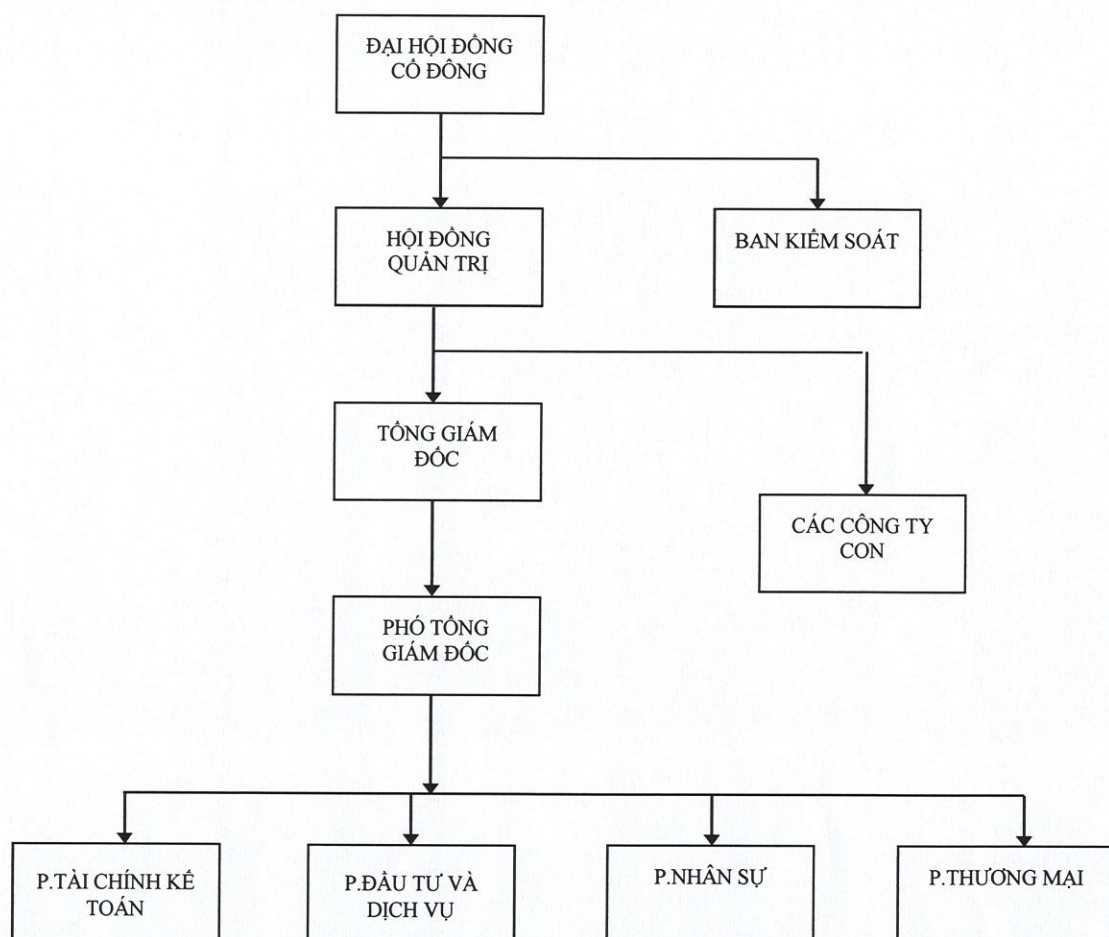 ĐẠI HỘI ĐỒNG
CỔ ĐÔNG
HỘI ĐỒNG
QUẢN TRỊ
BAN KIỂM SOÁT
TỔNG GIÁM
ĐỐC
CÁC CÔNG TY
CON
PHÓ TỔNG
GIÁM ĐỐC
P.TÀI CHÍNH KẾ
TOÁN
P.ĐẦU TƯ VÀ
DỊCH VỤ
P.NHÂN SỰ
P.THƯƠNG MẠI